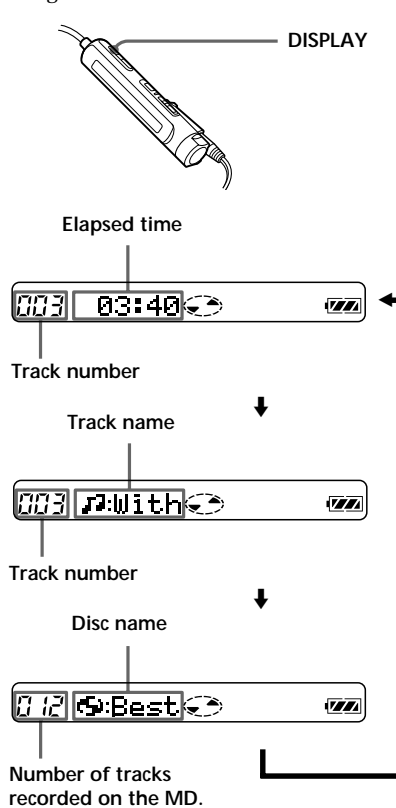 DISPLAY
Elapsed time
003 03:40
Track number
Track name
003 :With
Track number
Disc name
012 :Best
Number of tracks
recorded on the MD.